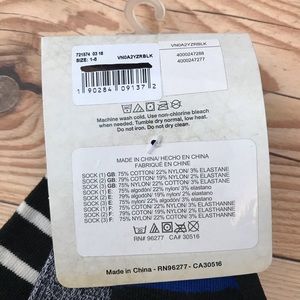 721574 03 18
VN0A2YZRBLK
SIZE: 1-6
4000247288
4000247277
1 90284 09137 2
Machine wash cold. Use non-chlorine bleach
when needed. Tumble dry normal, low heat.
Do not iron. Do not dry clean.
MADE IN CHINA/ HECHO EN CHINA/
FABRIQUÉ EN CHINE
SOCK (1) GB: 75% COTTON/ 22% NYLON/ 3% ELASTANE
SOCK (2) GB: 79% COTTON/ 19% NYLON/ 2% ELASTANE
SOCK (3) GB: 75% NYLON/ 22% COTTON/ 3% ELASTANE
SOCK (1) E: 75% algodón/ 22% nylon/ 3% elastano
SOCK (2) E: 79% algodón/ 19% nylon/ 2% elastano
SOCK (3) E: 75% nylon/ 22% algodón/ 3% elastano
SOCK (1) F: 75% COTON/ 22% NYLON/ 3% ELASTHANNE
SOCK (2) F: 79% COTON/ 19% NYLON/ 2% ELASTHANNE
SOCK (3) F: 75% NYLON/ 22% COTON/ 3% ELASTHANNE
RN# 96277 CA# 30516
Made in China - RN96277 - CA30516